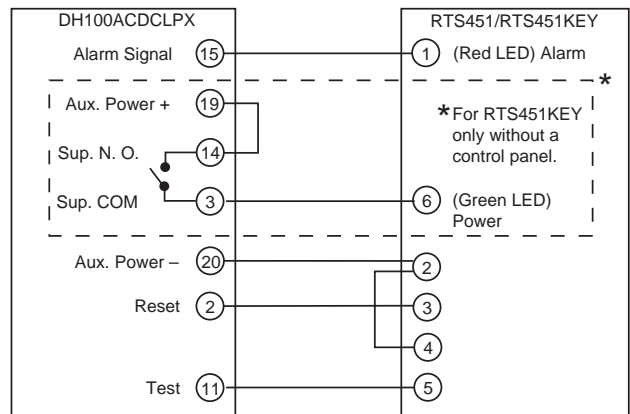 DH100ACDCLPX
RTS451/RTS451KEY
Alarm Signal 15 1 (Red LED) Alarm
*
Aux. Power + 19
*For RTS451KEY
only without a
control panel.
Sup. N. O. 14
Sup. COM 3 6 (Green LED)
Power
Aux. Power – 20 2
Reset 2 3
4
Test 11 5